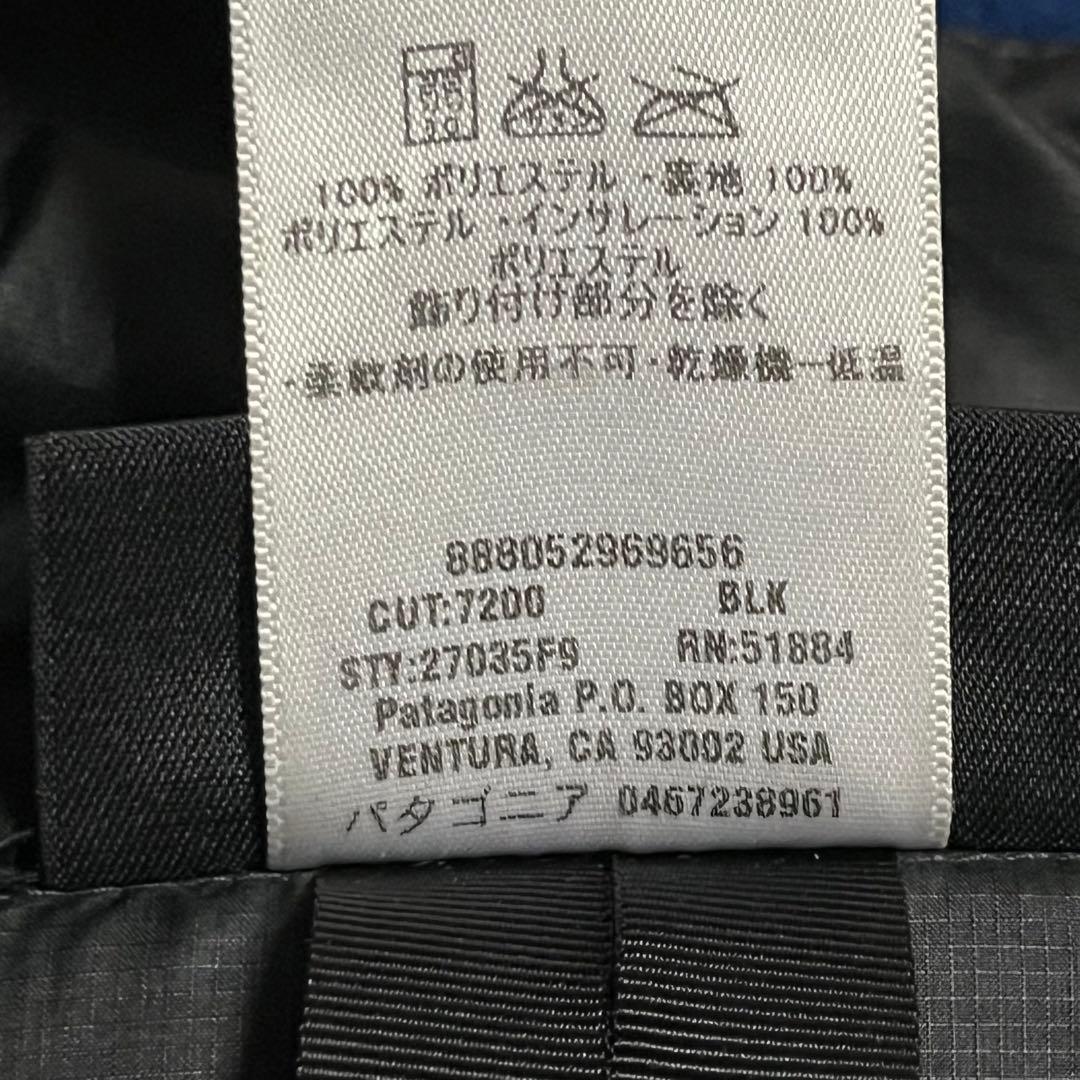 100% ポリエステル ・裏地 100%
ポリエステル ・インサレーション 100%
ポリエステル
飾り付け部分を除く
・柔軟剤の使用不可・乾燥機ー低温
888052969656
CUT:7200 BLK
STY:27035F9 RN:51884
Patagonia P.O. BOX 150
VENTURA, CA 93002 USA
パタゴニア 0467238961